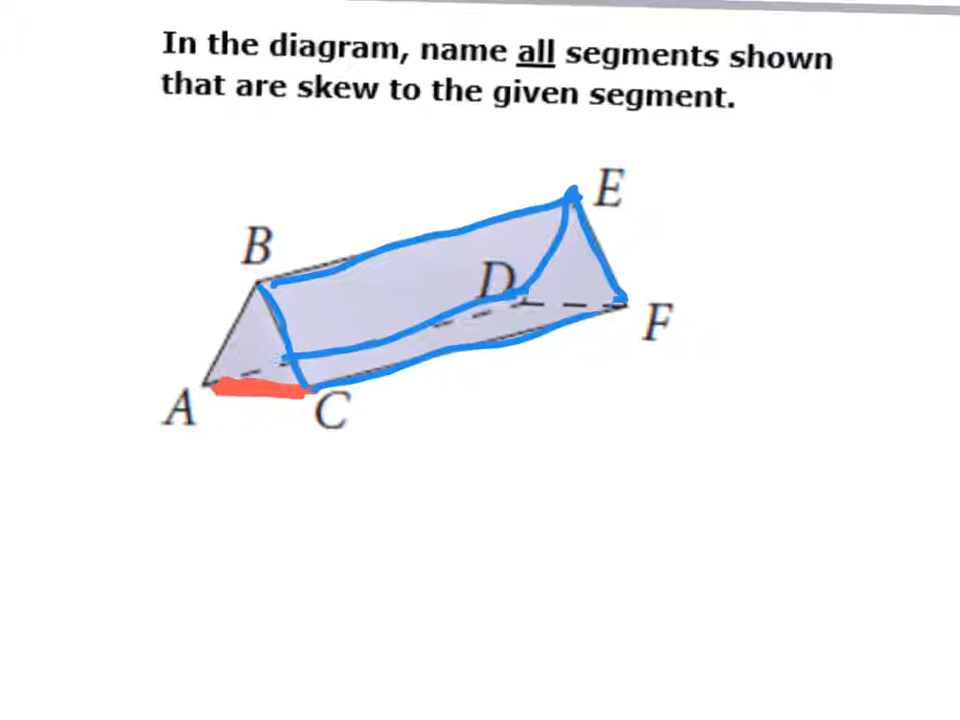 In the diagram, name all segments shown
that are skew to the given segment.
E
B
D
F
A
C